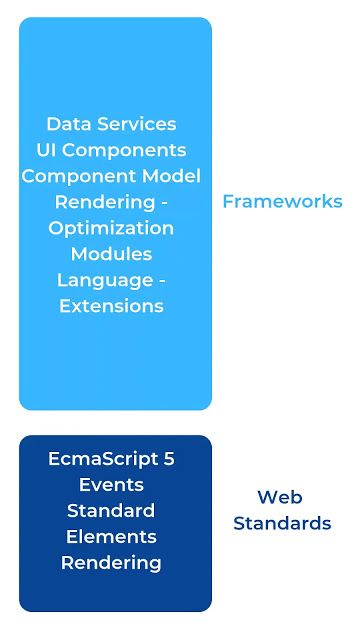 Data Services
UI Components
Component Model
Rendering -
Optimization
Modules
Language -
Extensions
Frameworks
EcmaScript 5
Events
Standard
Elements
Rendering
Web
Standards